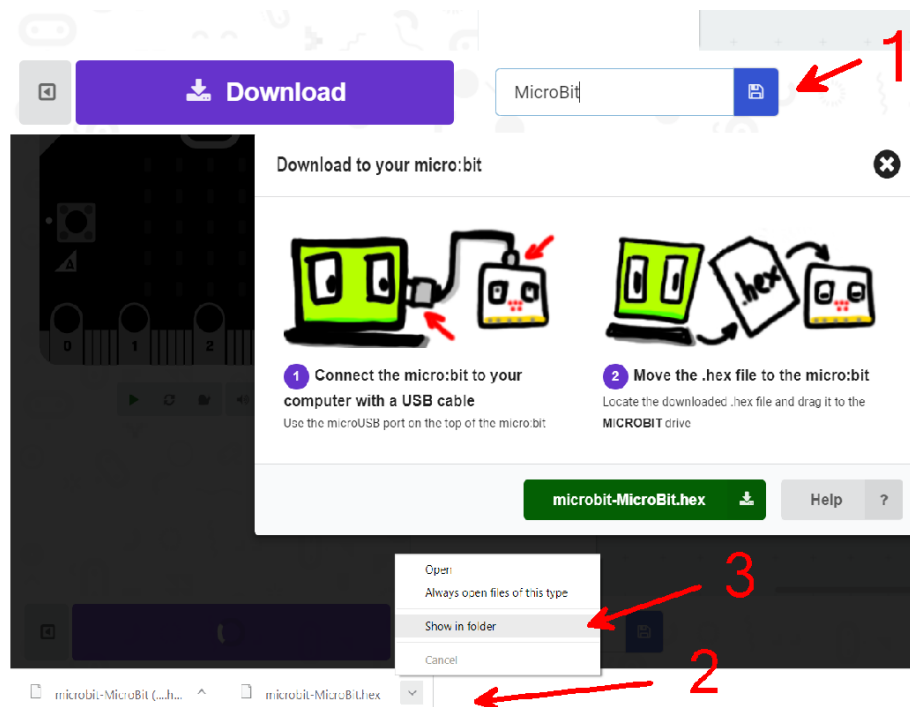 1
Download
MicroBit
Download to your micro:bit
.hex
1 Connect the micro:bit to your
computer with a USB cable
Use the microUSB port on the top of the micro:bit
2 Move the .hex file to the micro:bit
Locate the downloaded .hex file and drag it to the
MICROBIT drive
0 1 2
microbit-MicroBit.hex
Help ?
Open
Always open files of this type
Show in folder
Cancel
3
microbit-MicroBit (....h...
microbit-MicroBit.hex
2